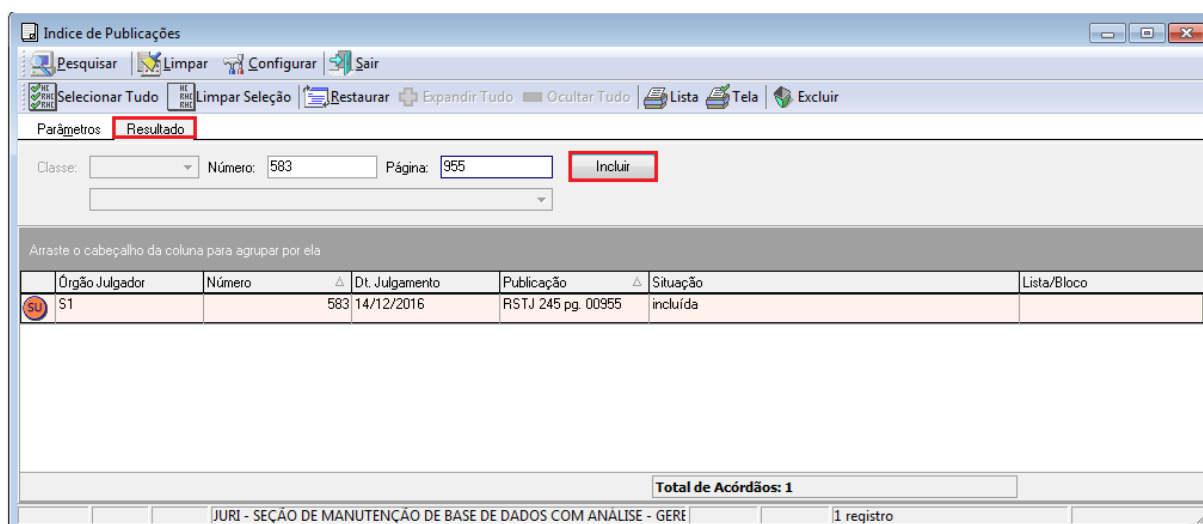 Indice de Publicações
Pesquisar Limpar Configurar Sair
Selecionar Tudo Limpar Seleção Restaurar Expandir Tudo Ocultar Tudo Lista Tela Excluir
Parâmetros Resultado
Classe: Número: 583 Página: 955 Incluir
Arraste o cabeçalho da coluna para agrupar por ela
Órgão Julgador Número Dt. Julgamento Publicação Situação Lista/Bloco
SU S1 583 14/12/2016 RSTJ 245 pg. 00955 incluída
Total de Acórdãos: 1
JURI - SEÇÃO DE MANUTENÇÃO DE BASE DE DADOS COM ANÁLISE - GERE 1 registro